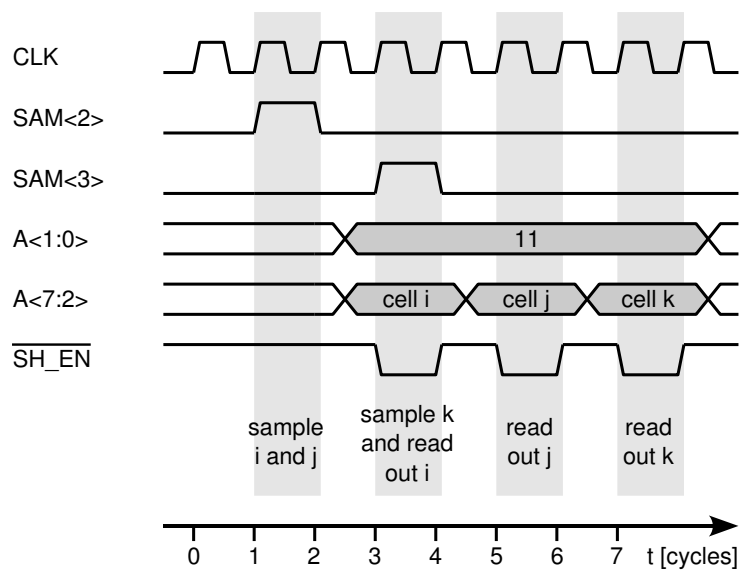 CLK
SAM<2>
SAM<3>
A<1:0>
11
A<7:2>
cell i
cell j
cell k
SH_EN
sample
i and j
sample k
and read
out i
read
out j
read
out k
0 1 2 3 4 5 6 7 t [cycles]